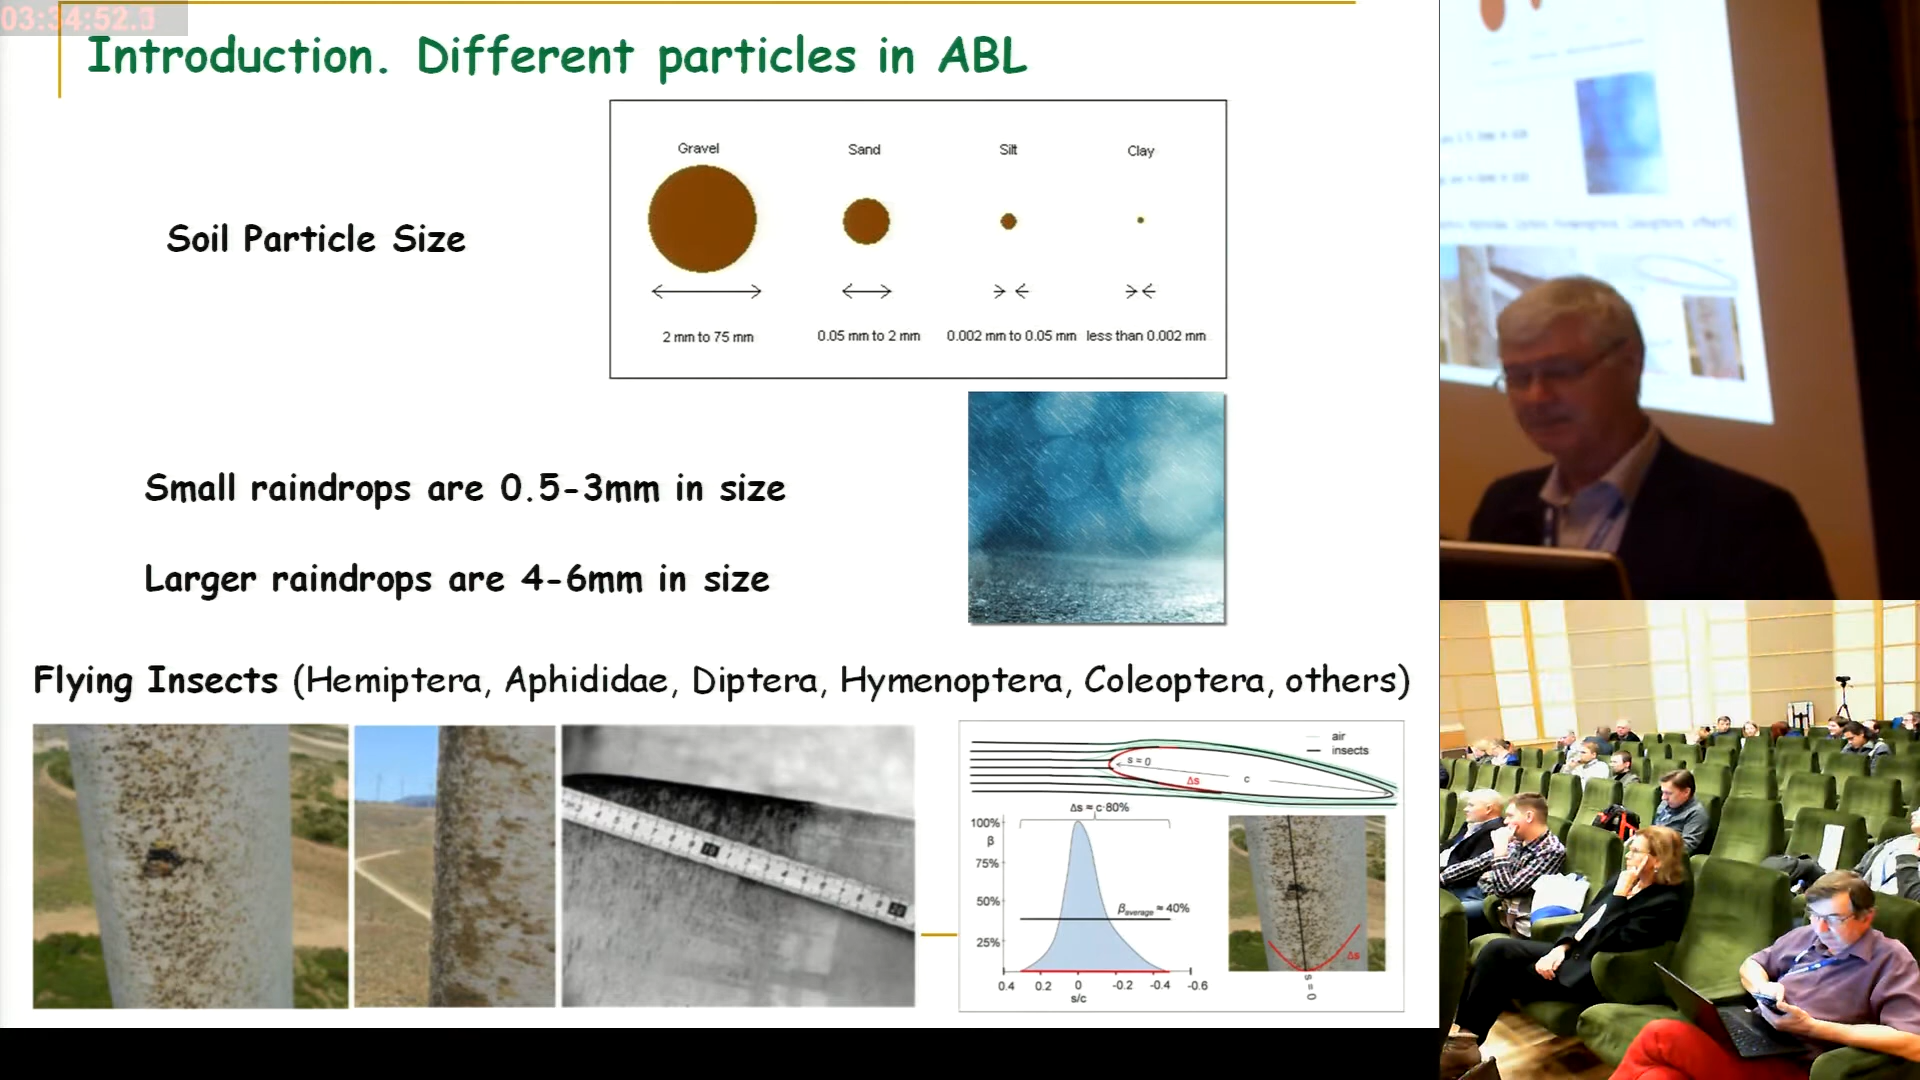 03:34:52.3
Introduction. Different particles in ABL
Gravel Sand Silt Clay
Soil Particle Size
2 mm to 75 mm 0.05 mm to 2 mm 0.002 mm to 0.05 mm less than 0.002 mm
Small raindrops are 0.5-3mm in size
Larger raindrops are 4-6mm in size
Flying Insects (Hemiptera, Aphididae, Diptera, Hymenoptera, Coleoptera, others)
air
insects
s = 0
Δs
c
Δs ≈ c·80%
100%
β
75%
50%
βaverage ≈ 40%
25%
Δs
0.4 0.2 0 -0.2 -0.4 -0.6
s/c
s = 0